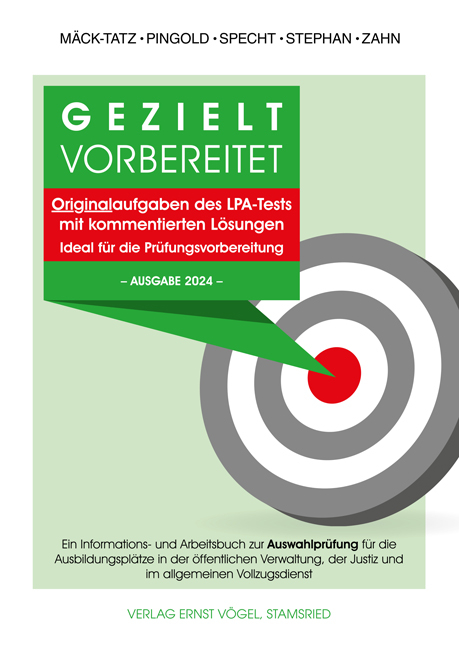 MÄCK-TATZ • PINGOLD • SPECHT • STEPHAN • ZAHN
GEZIELT
VORBEREITET
Originalaufgaben des LPA-Tests
mit kommentierten Lösungen
Ideal für die Prüfungsvorbereitung
– AUSGABE 2024 –
Ein Informations- und Arbeitsbuch zur Auswahlprüfung für die
Ausbildungsplätze in der öffentlichen Verwaltung, der Justiz und
im allgemeinen Vollzugsdienst
VERLAG ERNST VÖGEL, STAMSRIED